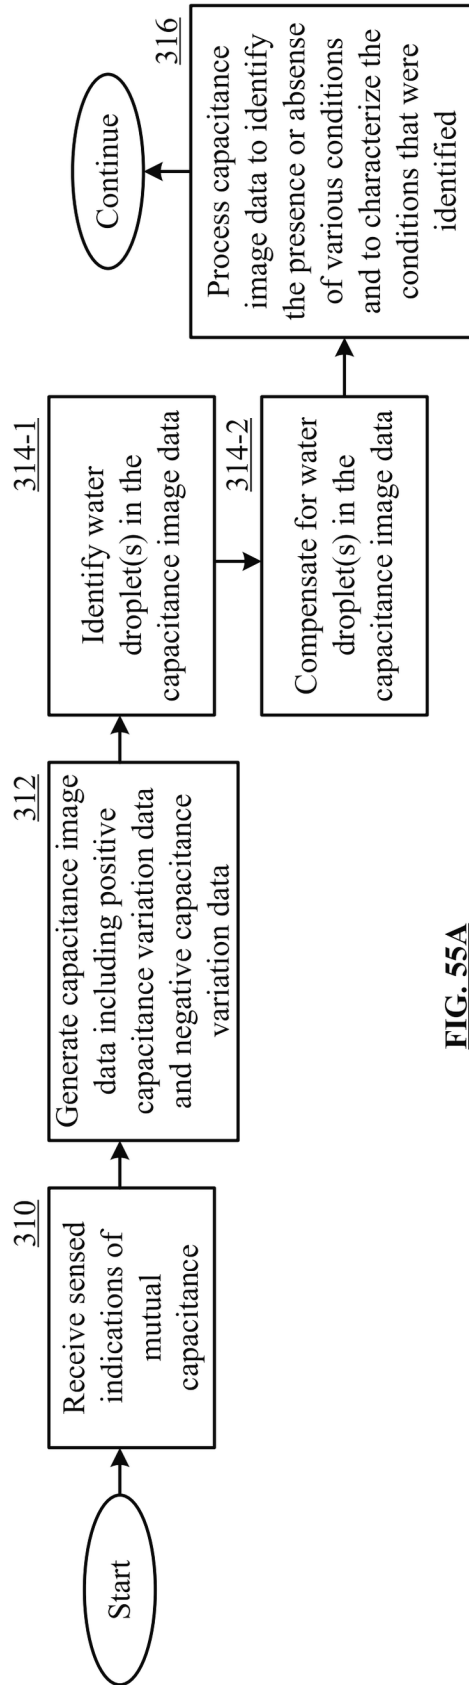 Start
310
Receive sensed
indications of
mutual
capacitance
312
Generate capacitance image
data including positive
capacitance variation data
and negative capacitance
variation data
314-1
Identify water
droplet(s) in the
capacitance image data
314-2
Compensate for water
droplet(s) in the
capacitance image data
316
Process capacitance
image data to identify
the presence or absense
of various conditions
and to characterize the
conditions that were
identified
Continue
FIG. 55A